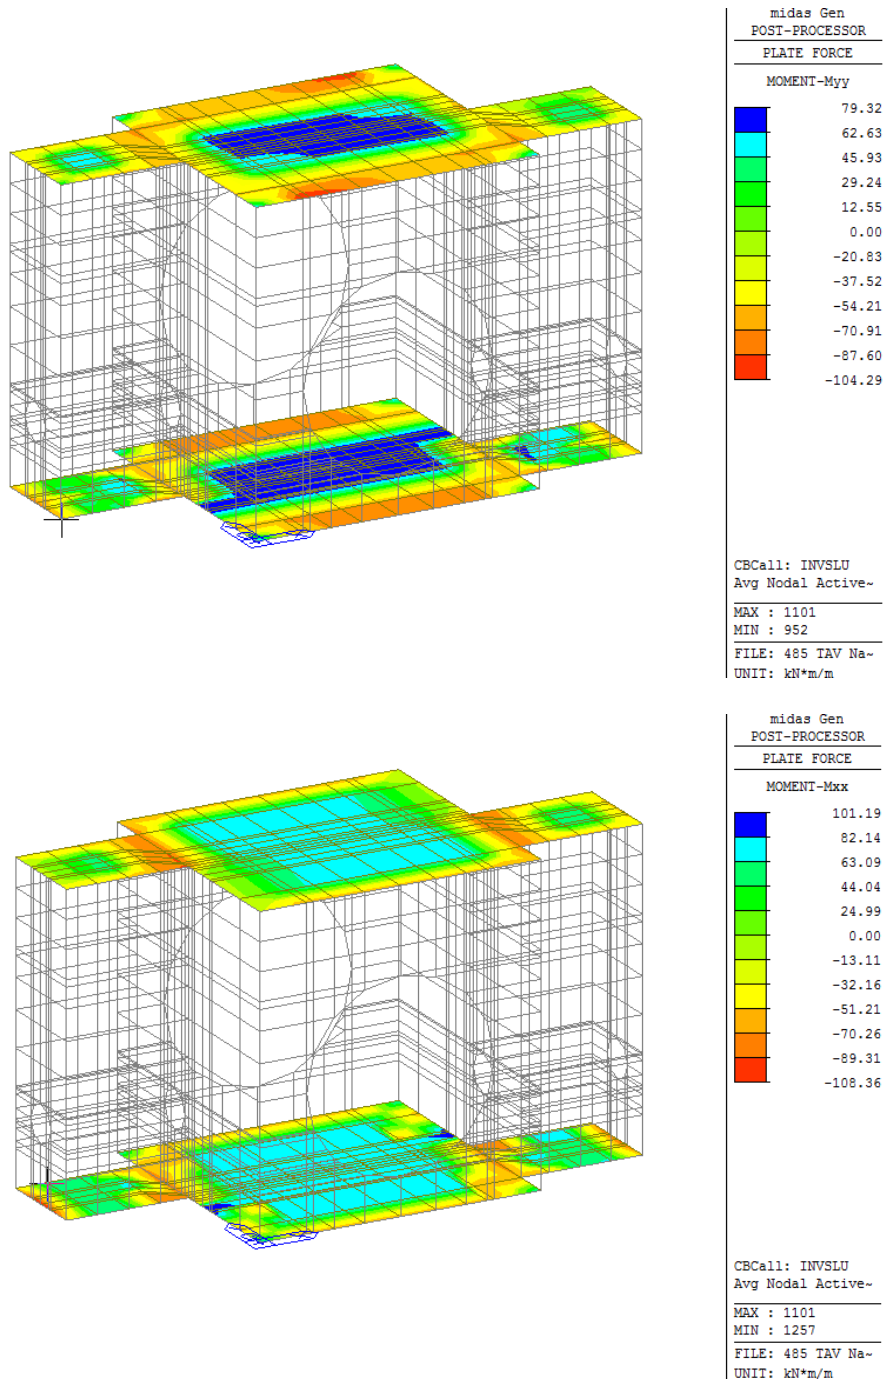 midas Gen
POST-PROCESSOR
PLATE FORCE
MOMENT-Myy
79.32
62.63
45.93
29.24
12.55
0.00
-20.83
-37.52
-54.21
-70.91
-87.60
-104.29
CBCall: INVSLU
Avg Nodal Active~
MAX : 1101
MIN : 952
FILE: 485 TAV Na~
UNIT: kN*m/m
midas Gen
POST-PROCESSOR
PLATE FORCE
MOMENT-Mxx
101.19
82.14
63.09
44.04
24.99
0.00
-13.11
-32.16
-51.21
-70.26
-89.31
-108.36
CBCall: INVSLU
Avg Nodal Active~
MAX : 1101
MIN : 1257
FILE: 485 TAV Na~
UNIT: kN*m/m